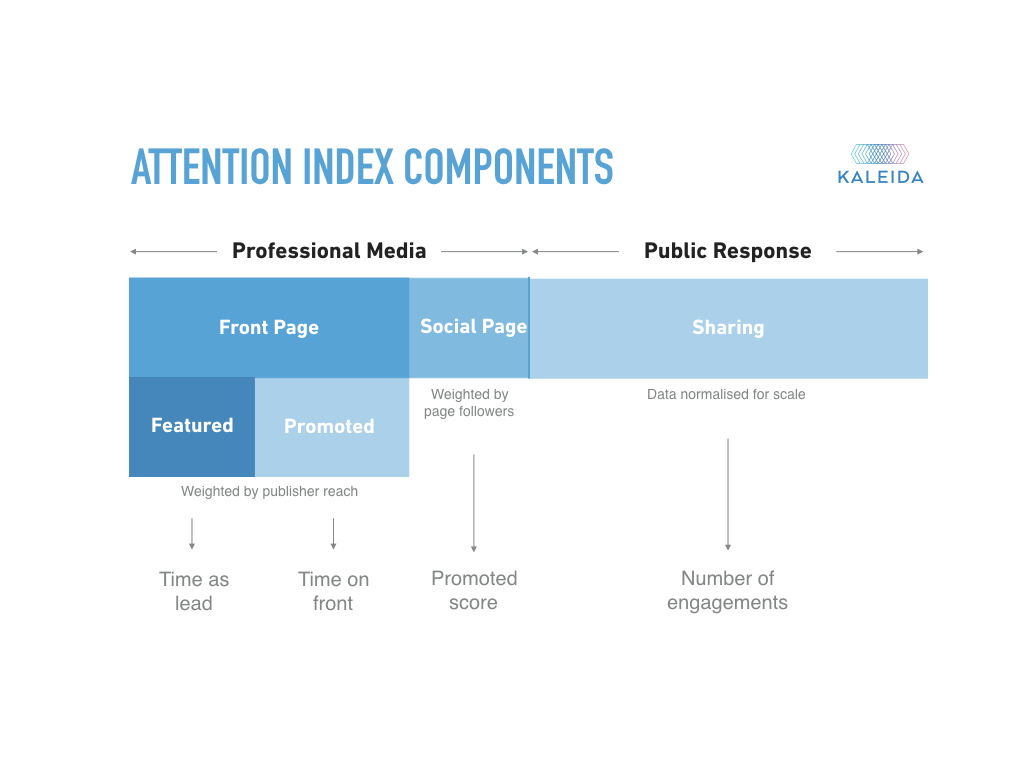 ATTENTION INDEX COMPONENTS
KALEIDA
Professional Media
Public Response
Front Page
Social Page
Sharing
Weighted by
page followers
Data normalised for scale
Featured
Promoted
Weighted by publisher reach
Time as
lead
Time on
front
Promoted
score
Number of
engagements